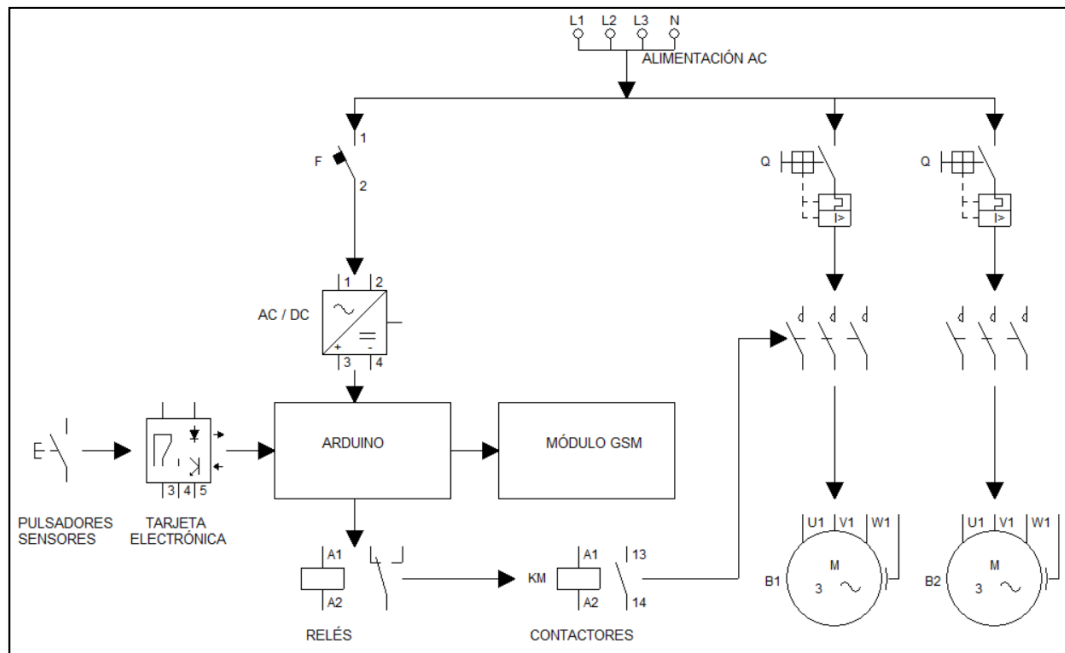 L1 L2 L3 N
ALIMENTACIÓN AC
1
F
2
Q
Q
I>
I>
1 2
AC / DC
+ -
3 4
ARDUINO
MÓDULO GSM
3 4 5
PULSADORES
SENSORES
TARJETA
ELECTRÓNICA
U1 V1 W1
U1 V1 W1
A1
A2
RELÉS
KM
A1
A2
13
14
CONTACTORES
B1
M
3
B2
M
3